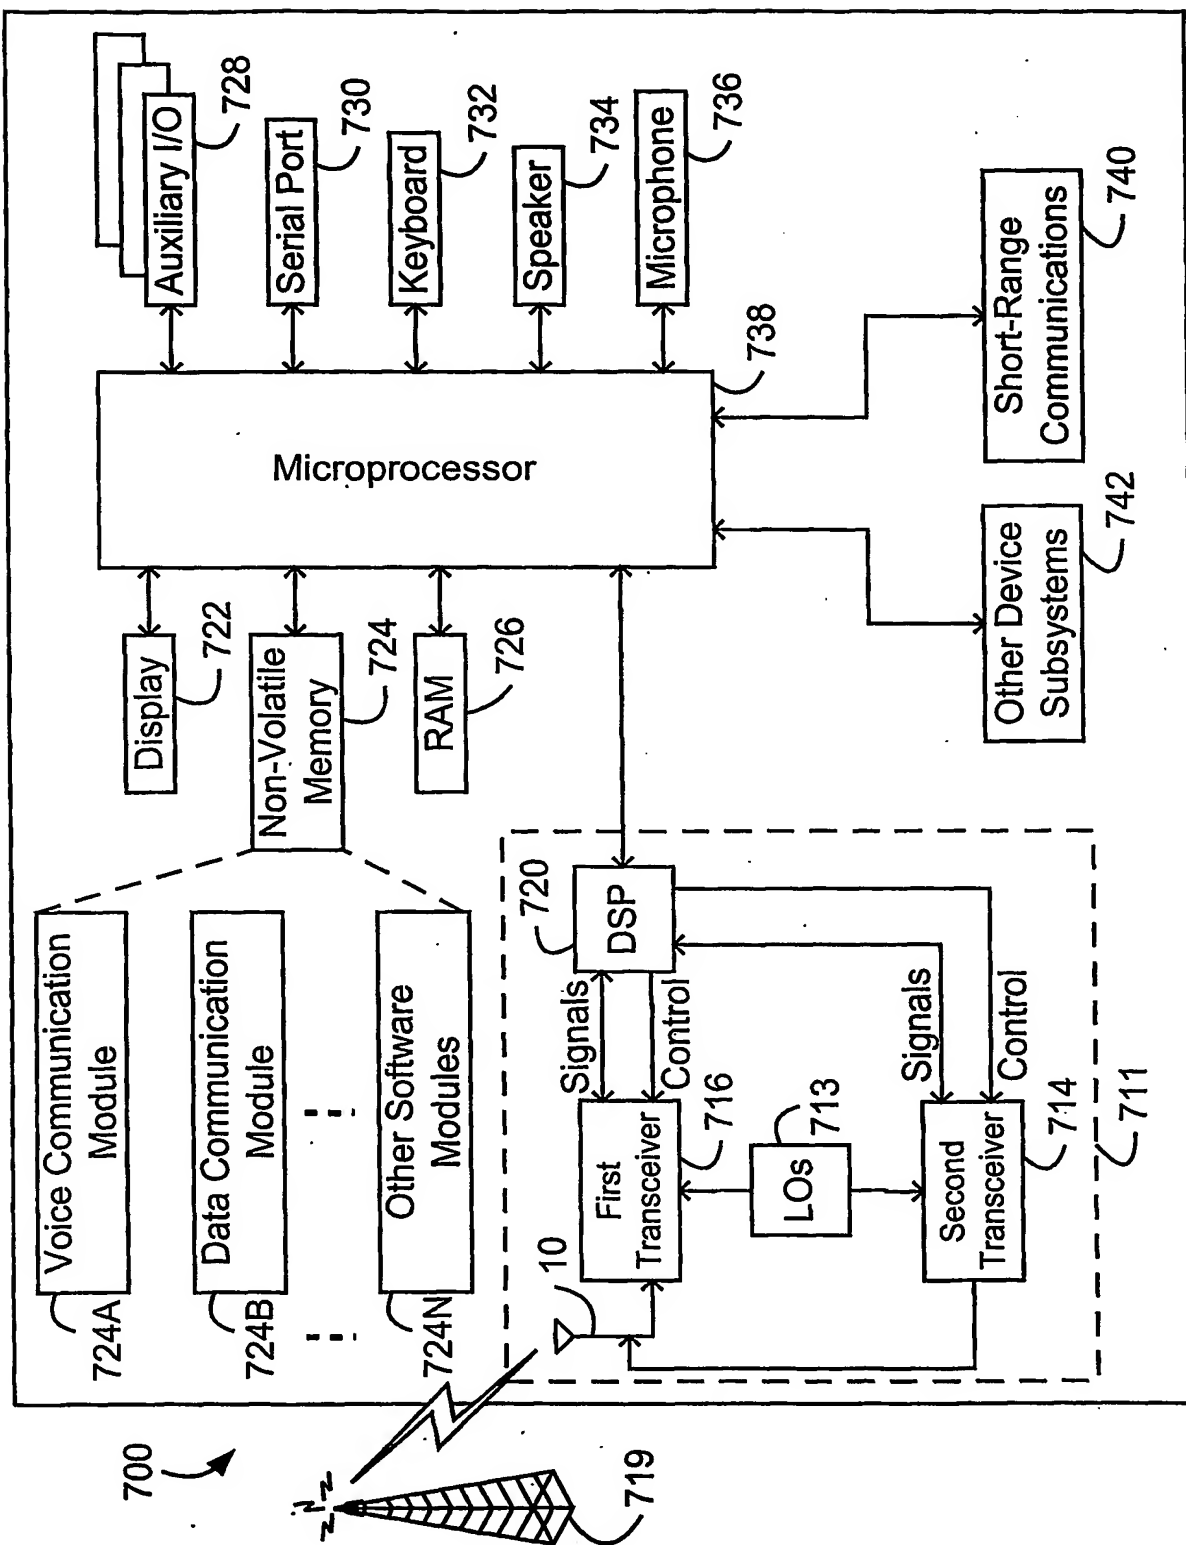 700
719
Voice Communication
Module
724A
Data Communication
Module
724B
Other Software
Modules
724N
Display
722
Non-Volatile
Memory
724
RAM
726
Microprocessor
738
Auxiliary I/O
728
Serial Port
730
Keyboard
732
Speaker
734
Microphone
736
Short-Range
Communications
740
Other Device
Subsystems
742
10
First
Transceiver
716
Signals
Control
DSP
720
LOs
713
Second
Transceiver
714
Signals
Control
711